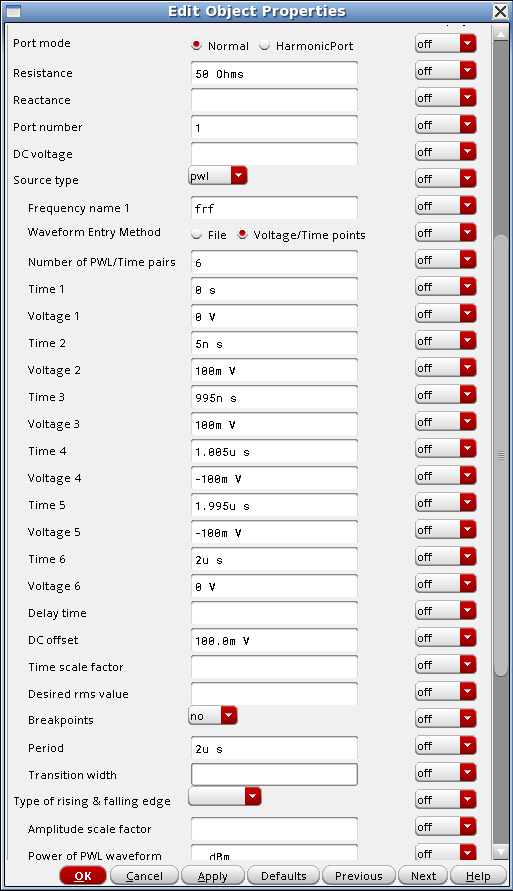 Edit Object Properties
Port mode Normal HarmonicPort off
Resistance 50 Ohms off
Reactance off
Port number 1 off
DC voltage off
Source type pwl off
Frequency name 1 frf off
Waveform Entry Method File Voltage/Time points off
Number of PWL/Time pairs 6 off
Time 1 0 s off
Voltage 1 0 V off
Time 2 5n s off
Voltage 2 100m V off
Time 3 995n s off
Voltage 3 100m V off
Time 4 1.005u s off
Voltage 4 -100m V off
Time 5 1.995u s off
Voltage 5 -100m V off
Time 6 2u s off
Voltage 6 0 V off
Delay time off
DC offset 100.0m V off
Time scale factor off
Desired rms value off
Breakpoints no off
Period 2u s off
Transition width off
Type of rising & falling edge off
Amplitude scale factor off
Power of PWL waveform dBm off
OK Cancel Apply Defaults Previous Next Help